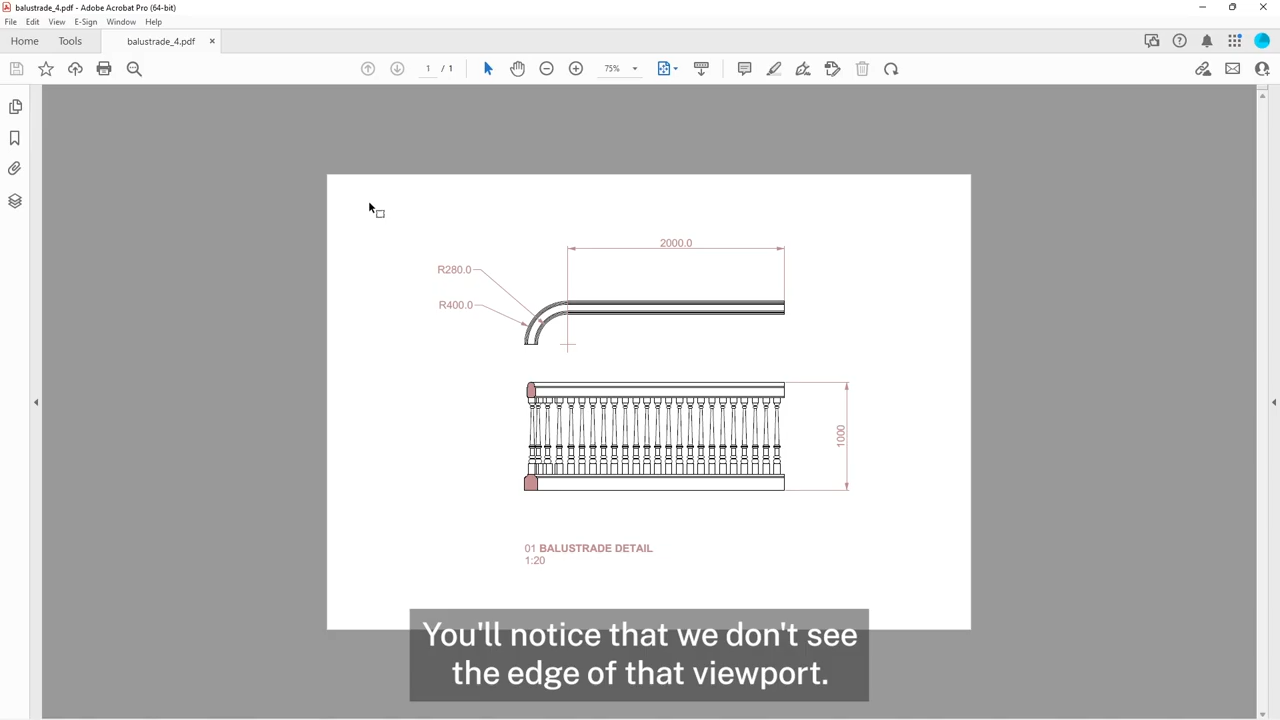 balustrade_4.pdf - Adobe Acrobat Pro (64-bit)
File Edit View E-Sign Window Help
Home Tools balustrade_4.pdf ×
1 / 1 75%
2000.0
R280.0
R400.0
1000
01 BALUSTRADE DETAIL
1:20
You'll notice that we don't see
the edge of that viewport.